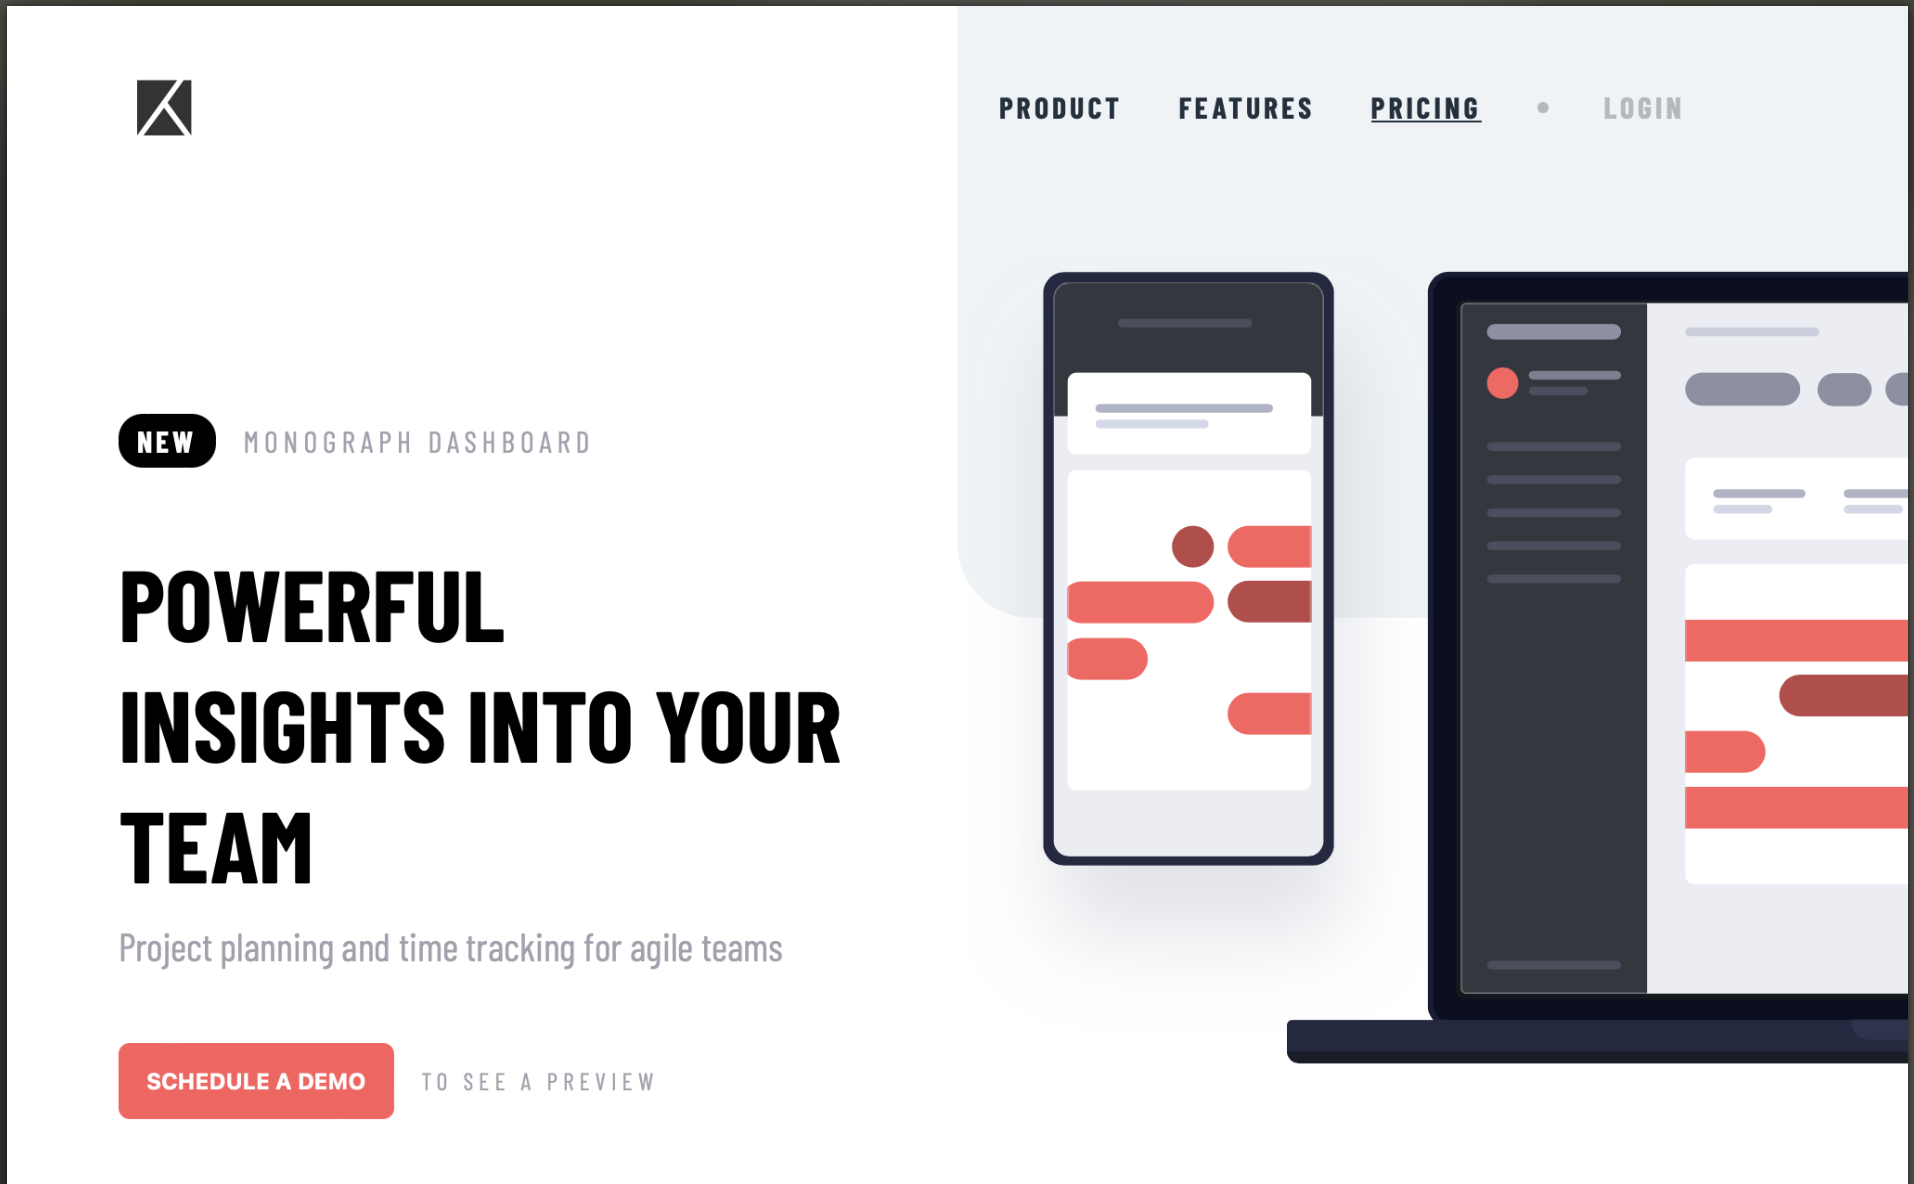 PRODUCT FEATURES PRICING LOGIN
NEW MONOGRAPH DASHBOARD
POWERFUL
INSIGHTS INTO YOUR
TEAM
Project planning and time tracking for agile teams
SCHEDULE A DEMO TO SEE A PREVIEW